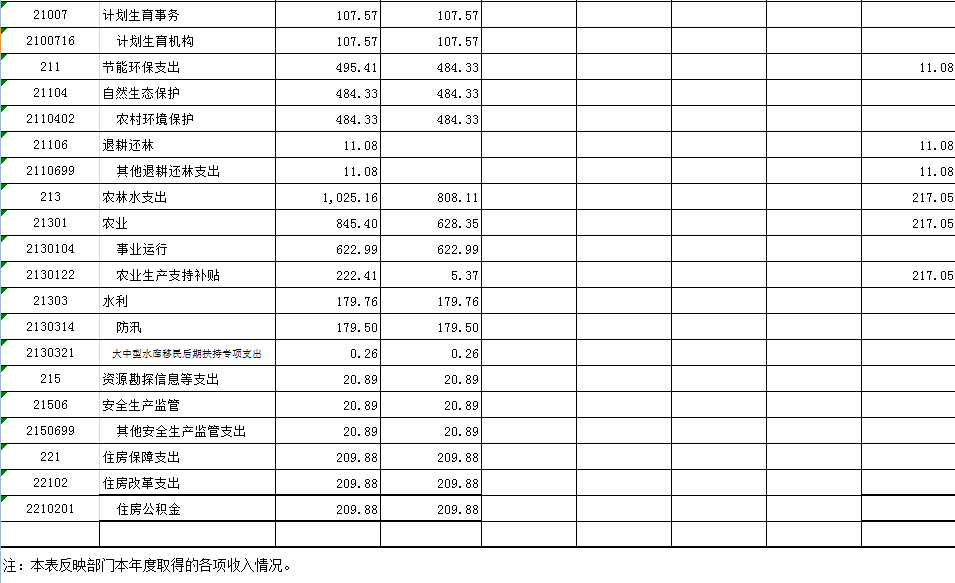 21007 计划生育事务 107.57 107.57
2100716 计划生育机构 107.57 107.57
211 节能环保支出 495.41 484.33 11.08
21104 自然生态保护 484.33 484.33
2110402 农村环境保护 484.33 484.33
21106 退耕还林 11.08 11.08
2110699 其他退耕还林支出 11.08 11.08
213 农林水支出 1,025.16 808.11 217.05
21301 农业 845.40 628.35 217.05
2130104 事业运行 622.99 622.99
2130122 农业生产支持补贴 222.41 5.37 217.05
21303 水利 179.76 179.76
2130314 防汛 179.50 179.50
2130321 大中型水库移民后期扶持专项支出 0.26 0.26
215 资源勘探信息等支出 20.89 20.89
21506 安全生产监管 20.89 20.89
2150699 其他安全生产监管支出 20.89 20.89
221 住房保障支出 209.88 209.88
22102 住房改革支出 209.88 209.88
2210201 住房公积金 209.88 209.88
注：本表反映部门本年度取得的各项收入情况。